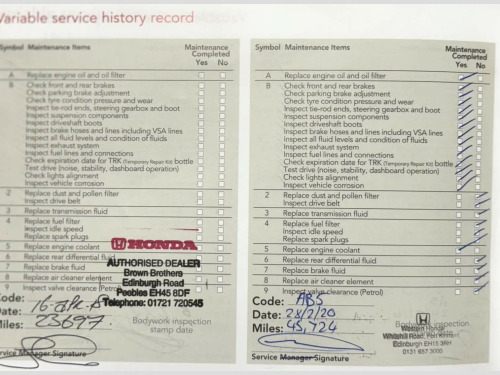 Variable service history record
Symbol Maintenance Items
Maintenance
Completed
Yes No
A Replace engine oil and oil filter
B Check front and rear brakes
Check parking brake adjustment
Check tyre condition pressure and wear
Inspect tie-rod ends, steering gearbox and boot
Inspect suspension components
Inspect driveshaft boots
Inspect brake hoses and lines including VSA lines
Inspect all fluid levels and condition of fluids
Inspect exhaust system
Inspect fuel lines and connections
Check expiration date for TRK (Temporary Repair Kit) bottle
Test drive (noise, stability, dashboard operation)
Check lights alignment
Inspect vehicle corrosion
2 Replace dust and pollen filter
Inspect drive belt
3 Replace transmission fluid
4 Replace fuel filter
Inspect idle speed
Replace spark plugs
5 Replace engine coolant
6 Replace rear differential fluid
7 Replace brake fluid
8 Replace air cleaner element
9 Inspect valve clearance (Petrol)
HONDA
AUTHORISED DEALER
Brown Brothers
Edinburgh Road
Peebles EH45 8DF
Telephone: 01721 720545
Code:
Date:
Miles: 23697
Bodywork inspection
stamp date
Service Manager Signature
Symbol Maintenance Items
Maintenance
Completed
Yes No
A Replace engine oil and oil filter
B Check front and rear brakes
Check parking brake adjustment
Check tyre condition pressure and wear
Inspect tie-rod ends, steering gearbox and boot
Inspect suspension components
Inspect driveshaft boots
Inspect brake hoses and lines including VSA lines
Inspect all fluid levels and condition of fluids
Inspect exhaust system
Inspect fuel lines and connections
Check expiration date for TRK (Temporary Repair Kit) bottle
Test drive (noise, stability, dashboard operation)
Check lights alignment
Inspect vehicle corrosion
2 Replace dust and pollen filter
Inspect drive belt
3 Replace transmission fluid
4 Replace fuel filter
Inspect idle speed
Replace spark plugs
5 Replace engine coolant
6 Replace rear differential fluid
7 Replace brake fluid
8 Replace air cleaner element
9 Inspect valve clearance (Petrol)
Code: AB5
Date: 28/2/20
Miles: 48,724
Bodywork inspection
Western Honda
Whitehill Road,
Edinburgh
0131 657 3000
Service Manager Signature